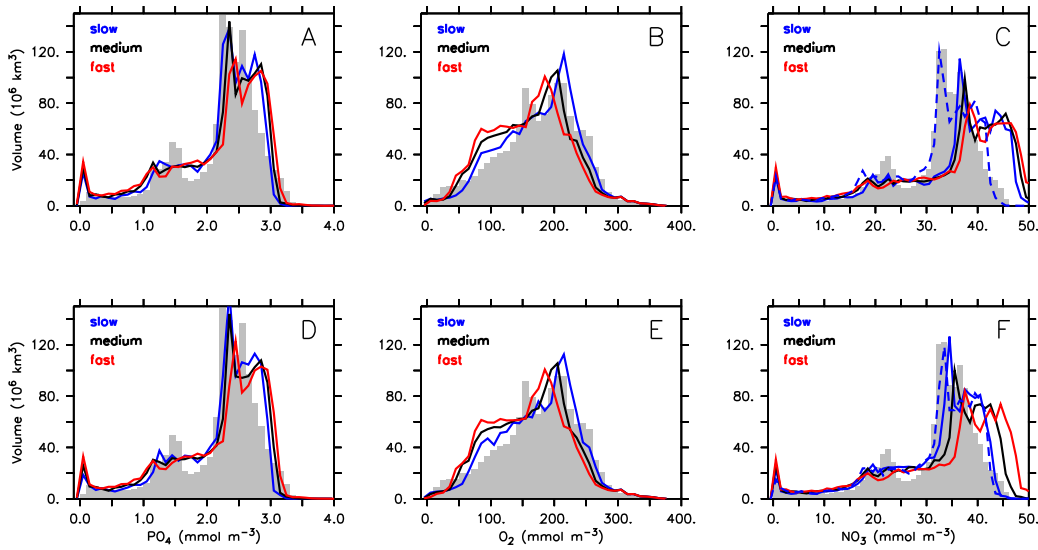 A
slow
medium
fast
Volume (10⁶ km³)
120.
80.
40.
0.
0.0 1.0 2.0 3.0 4.0
B
slow
medium
fast
120.
80.
40.
0.
0. 100. 200. 300. 400.
C
slow
medium
fast
120.
80.
40.
0.
0. 10. 20. 30. 40. 50.
D
slow
medium
fast
Volume (10⁶ km³)
120.
80.
40.
0.
0.0 1.0 2.0 3.0 4.0
PO₄ (mmol m⁻³)
E
slow
medium
fast
120.
80.
40.
0.
0. 100. 200. 300. 400.
O₂ (mmol m⁻³)
F
slow
medium
fast
120.
80.
40.
0.
0. 10. 20. 30. 40. 50.
NO₃ (mmol m⁻³)